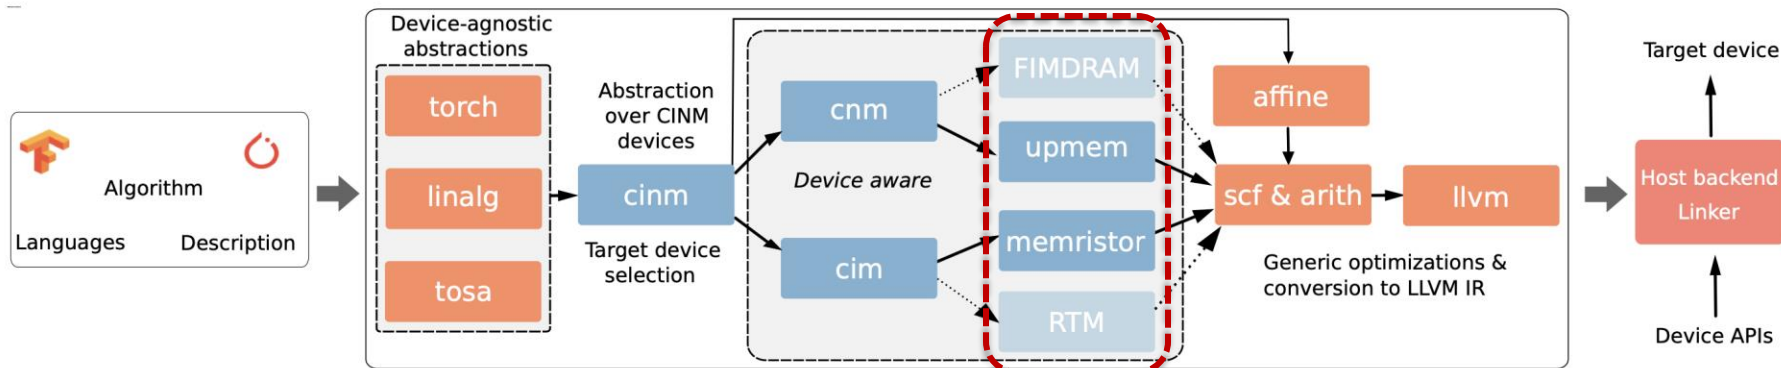 Algorithm
Languages
Description
Device-agnostic
abstractions
torch
linalg
tosa
Abstraction
over CINM
devices
cinm
Target device
selection
cnm
Device aware
cim
FIMDRAM
upmem
memristor
RTM
affine
scf & arith
llvm
Generic optimizations &
conversion to LLVM IR
Target device
Host backend
Linker
Device APIs